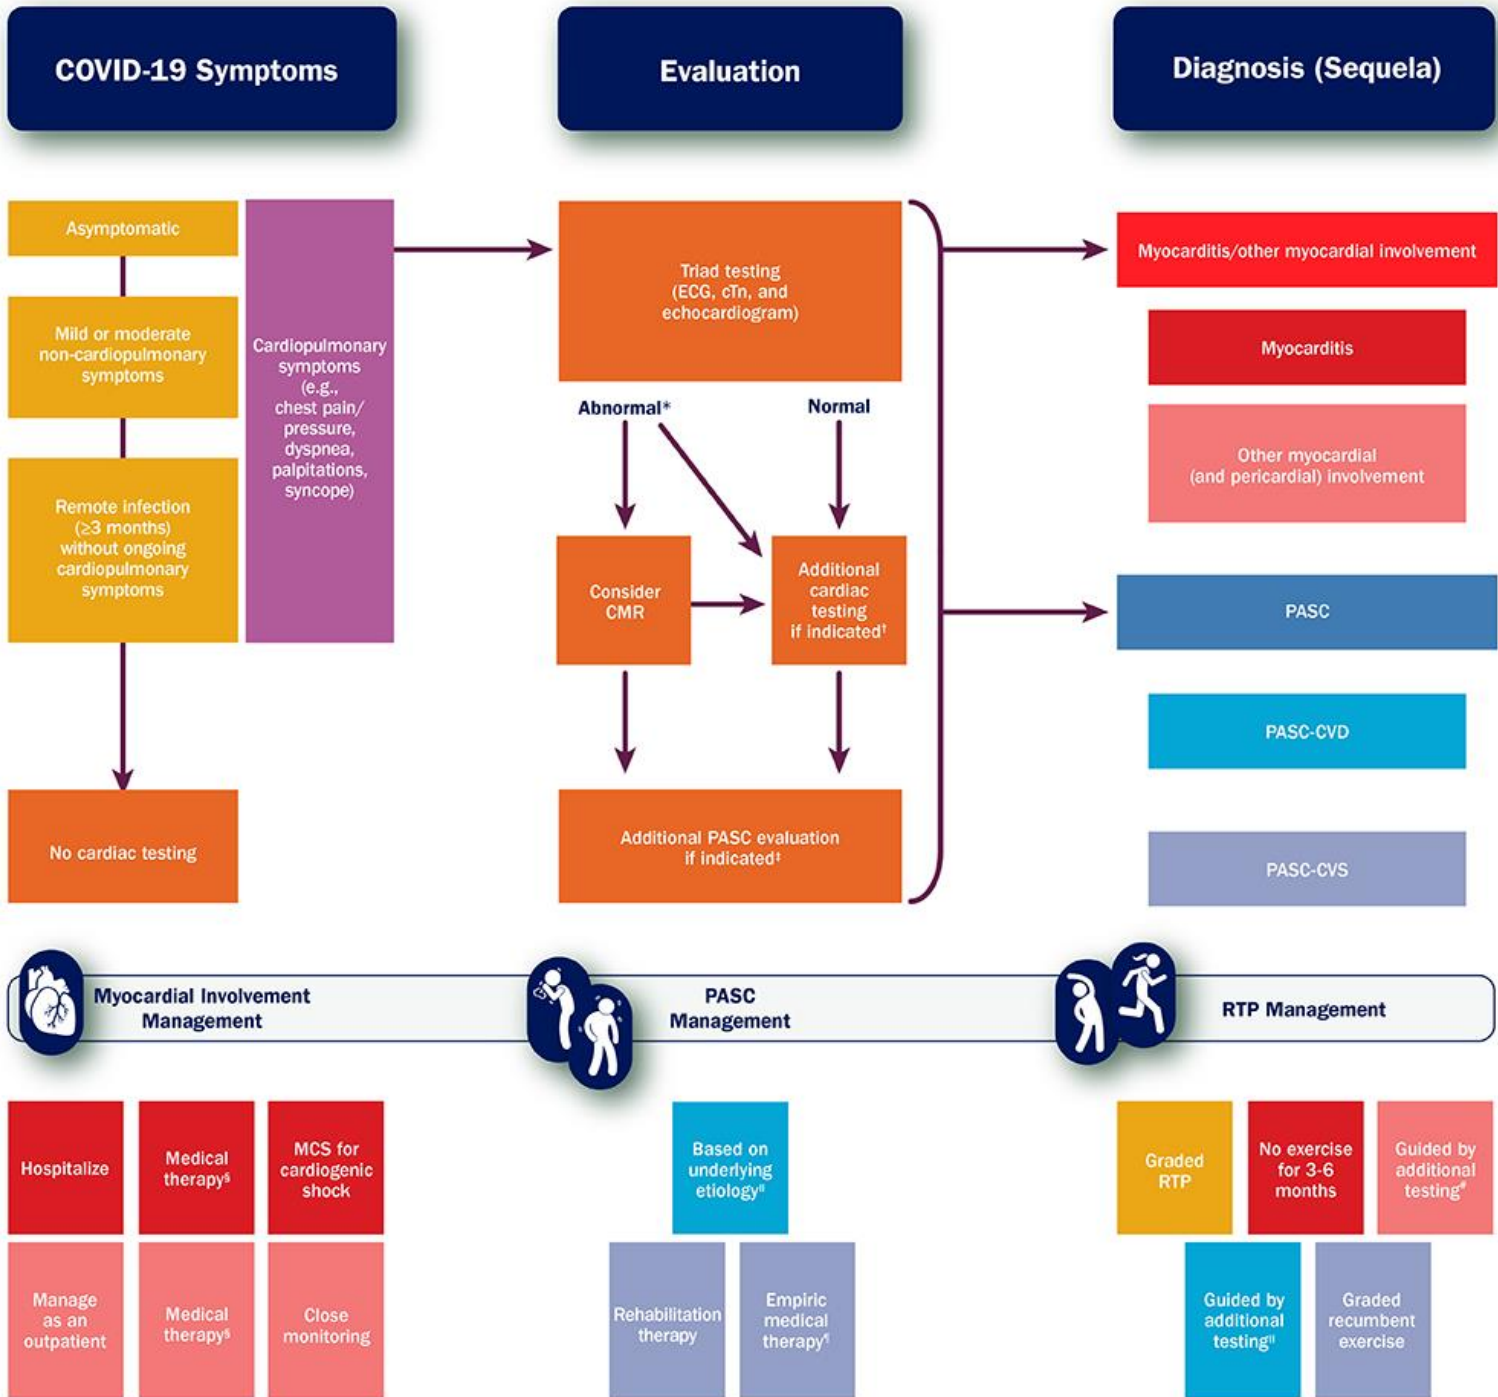 COVID-19 Symptoms
Evaluation
Diagnosis (Sequela)
Asymptomatic
Mild or moderate
non-cardiopulmonary
symptoms
Remote infection
(≥3 months)
without ongoing
cardiopulmonary
symptoms
No cardiac testing
Cardiopulmonary
symptoms
(e.g.,
chest pain/
pressure,
dyspnea,
palpitations,
syncope)
Triad testing
(ECG, cTn, and
echocardiogram)
Abnormal*
Normal
Consider
CMR
Additional
cardiac
testing
if indicated†
Additional PASC evaluation
if indicated‡
Myocarditis/other myocardial involvement
Myocarditis
Other myocardial
(and pericardial) involvement
PASC
PASC-CVD
PASC-CVS
Myocardial Involvement
Management
PASC
Management
RTP Management
Hospitalize
Medical
therapy§
MCS for
cardiogenic
shock
Manage
as an
outpatient
Medical
therapy§
Close
monitoring
Based on
underlying
etiology||
Rehabilitation
therapy
Empiric
medical
therapy¶
Graded
RTP
No exercise
for 3-6
months
Guided by
additional
testing#
Guided by
additional
testing||
Graded
recumbent
exercise